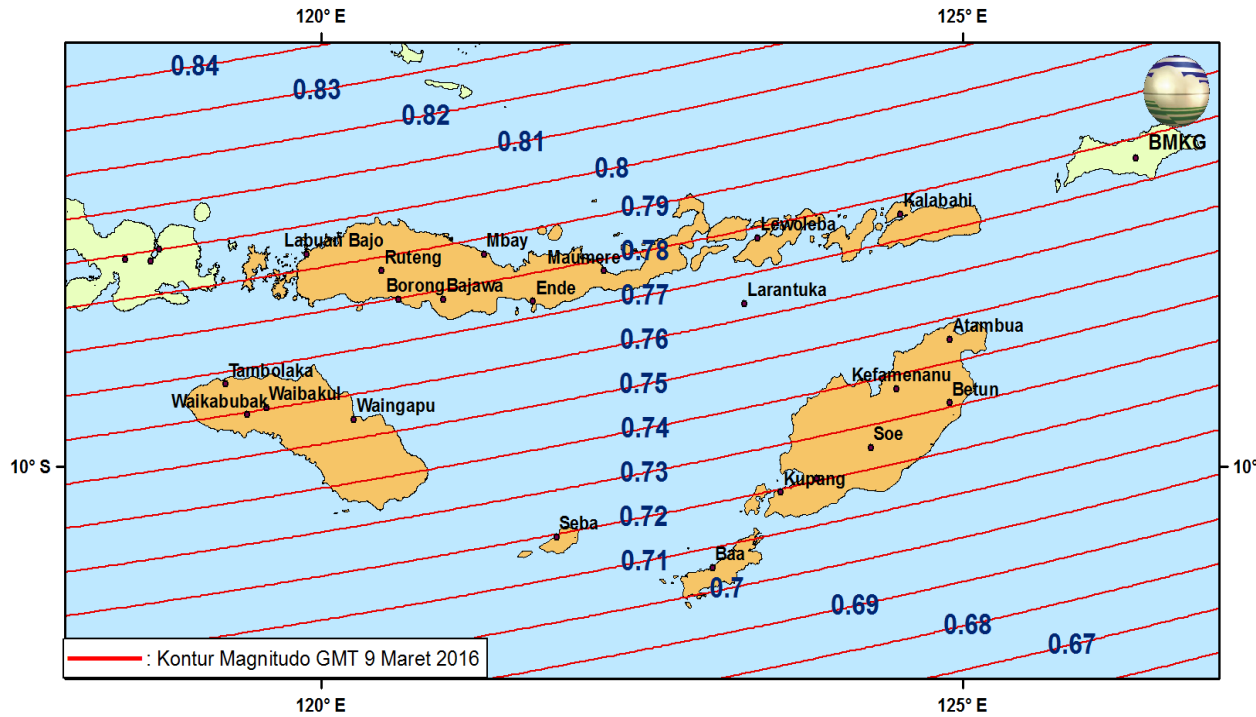 120° E 125° E
0.84
0.83
0.82
0.81
BMKG
0.8
Kalabahi
0.79
Lewoleba
Labuan Bajo Mbay 0.78
Ruteng Maumere
Borong Bajawa Ende 0.77
Larantuka
0.76 Atambua
Tambolaka 0.75 Kefamenanu
Betun
Waikabubak Waibakul Waingapu
0.74
Soe
10° S 0.73 10°
Kupang
0.72
Seba
0.71 Baa
0.7
0.69
0.68
0.67
: Kontur Magnitudo GMT 9 Maret 2016
120° E 125° E